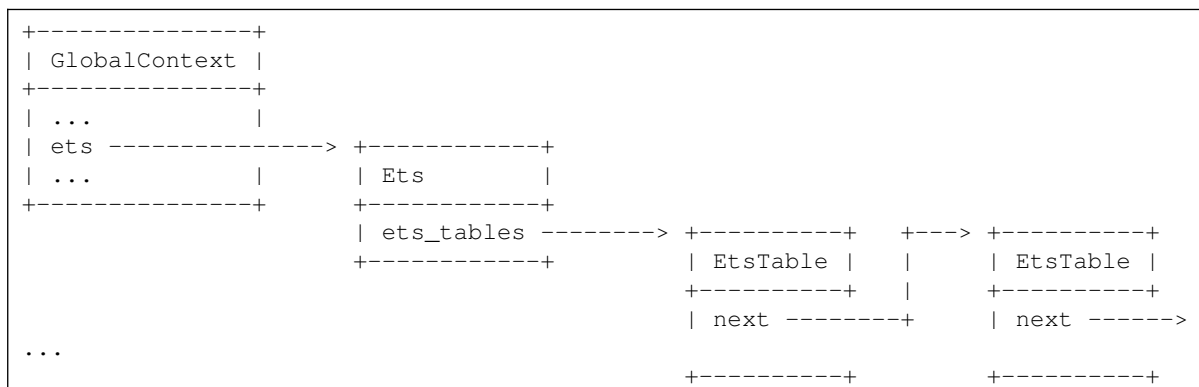 +---------------+
| GlobalContext |
+---------------+
| ...           |
| ets ---------------> +------------+
| ...           |      | Ets        |
+---------------+      +------------+
                       | ets_tables --------> +----------+   +---> +----------+
                       +------------+         | EtsTable |   |     | EtsTable |
                                              +----------+   |     +----------+
                                              | next --------+     | next ------>
...
                                              +----------+         +----------+